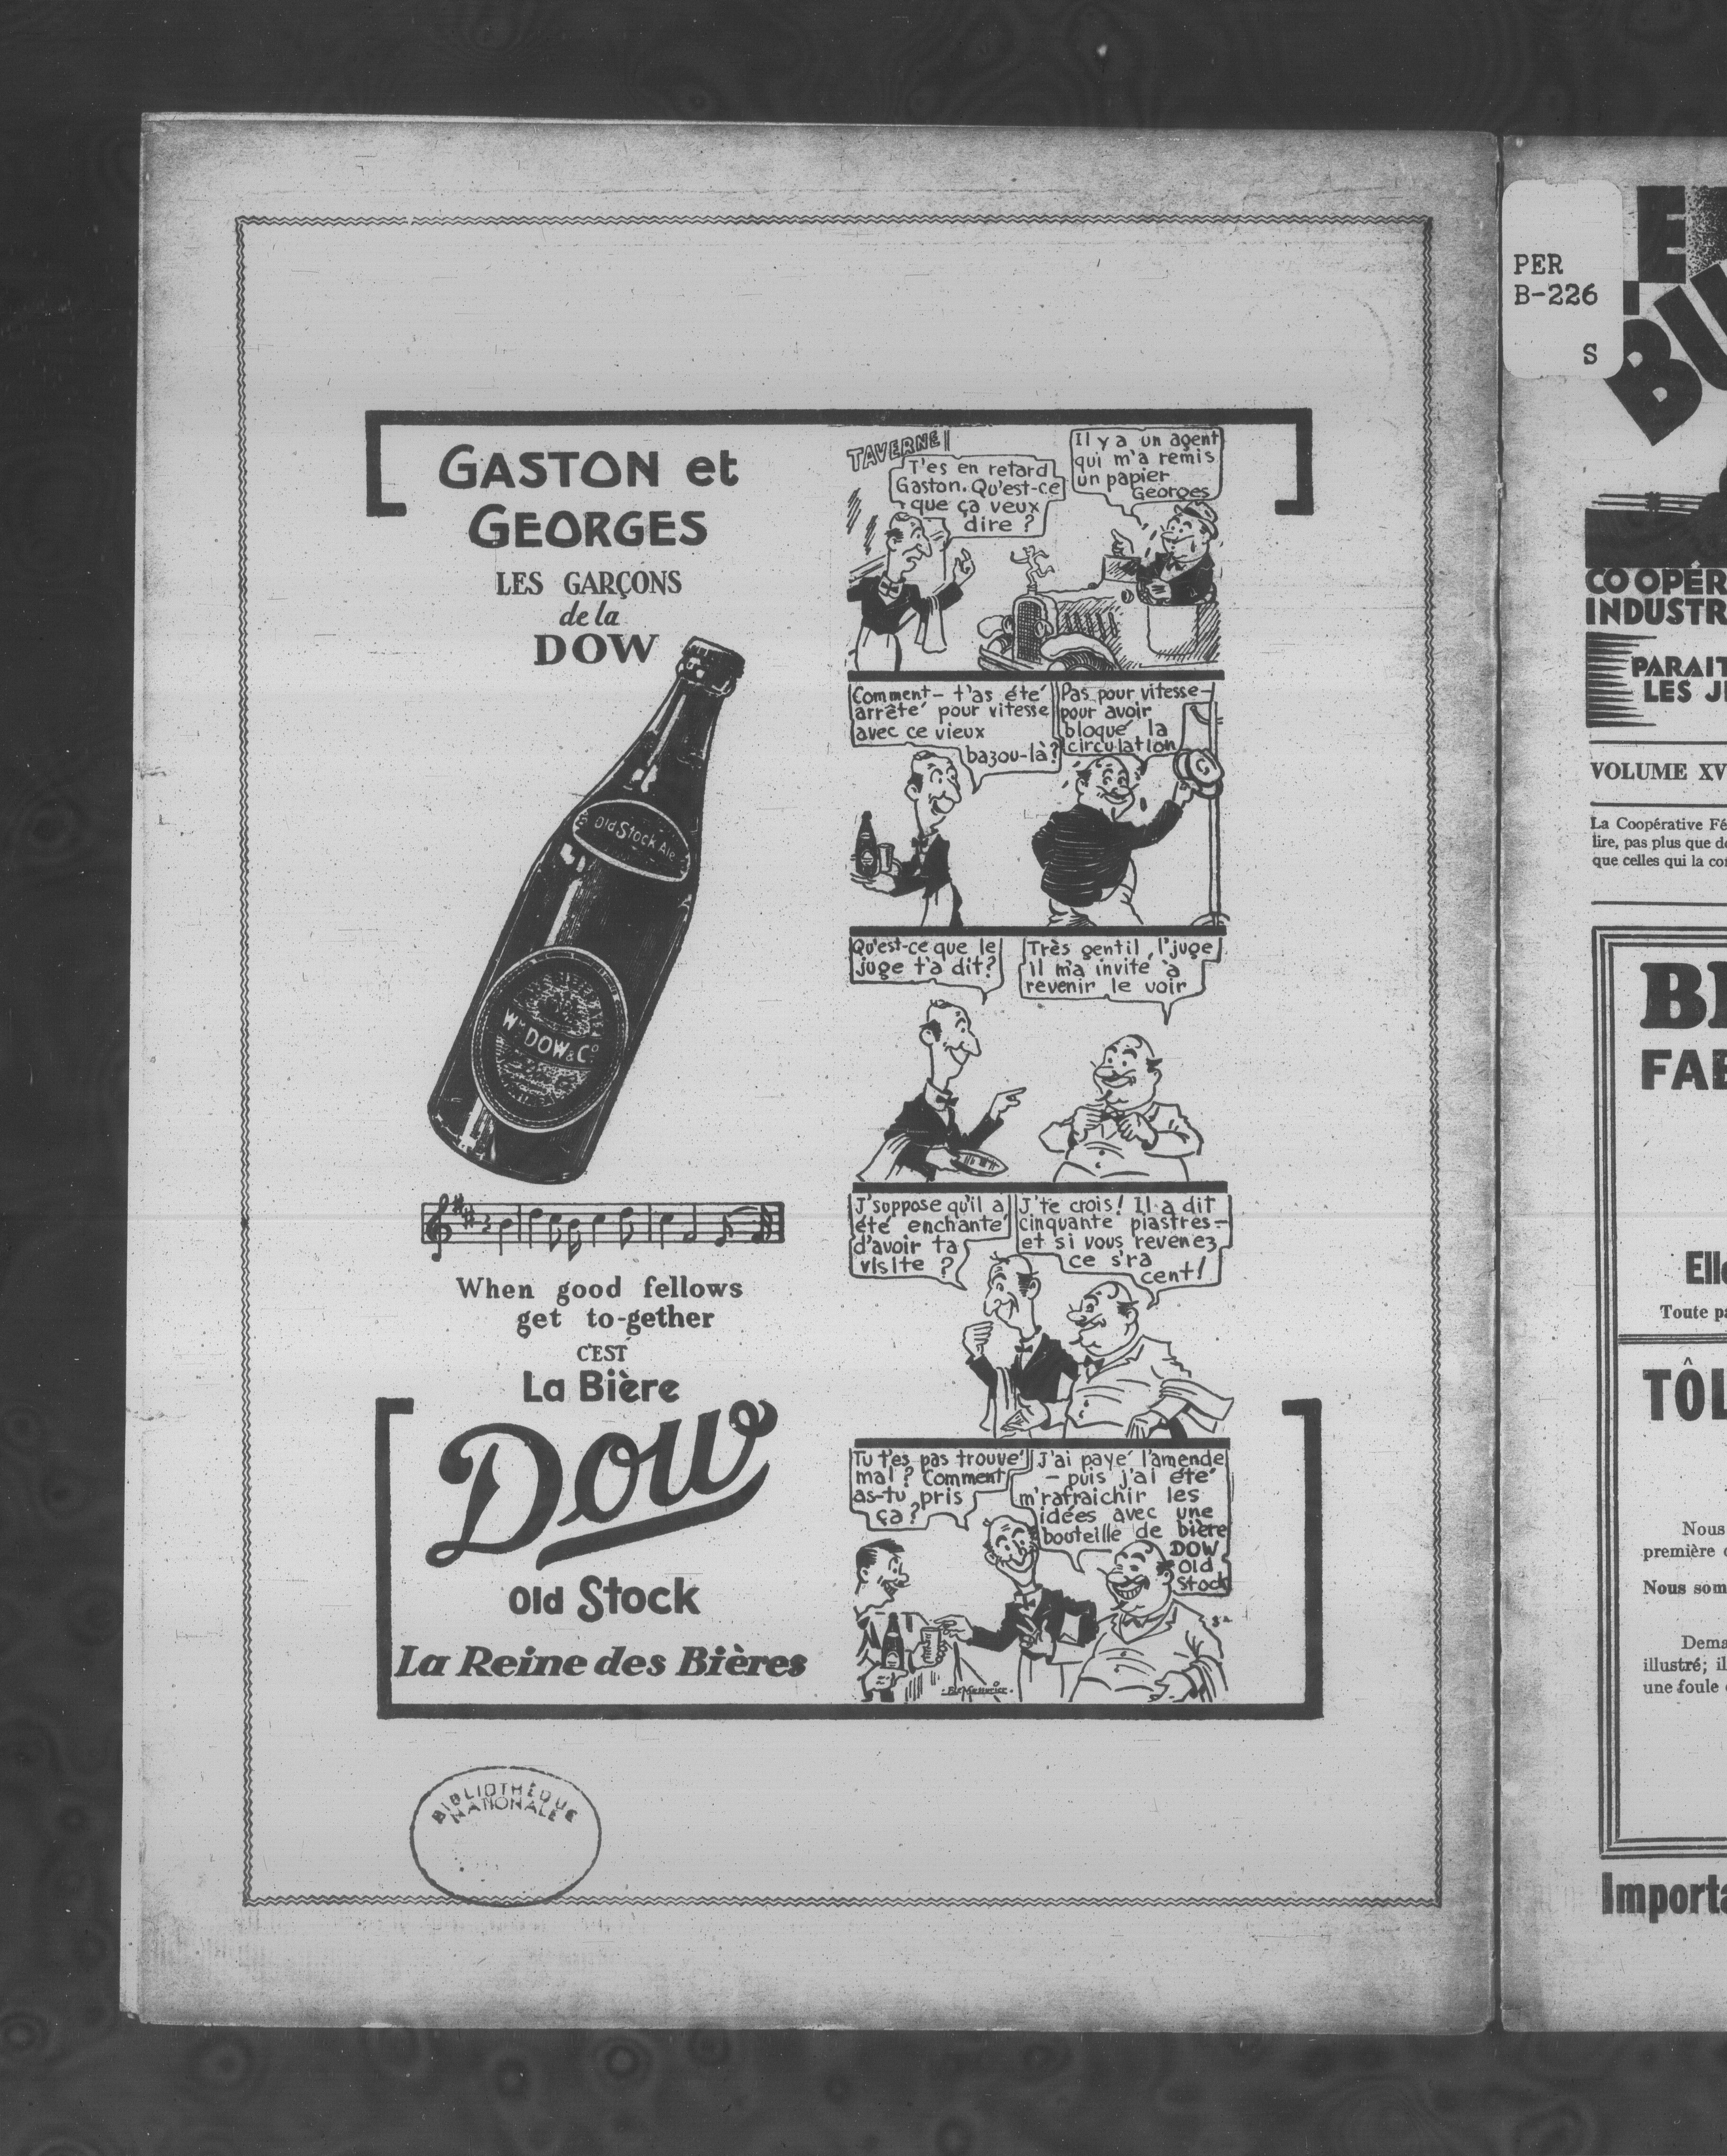 GASTON et
GEORGES
LES GARÇONS
de la
DOW
Old Stock Ale
Wm DOW & Co
When good fellows
get to-gether
C'EST
La Bière
Dow
Old Stock
La Reine des Bières
TAVERNE
T'es en retard
Gaston. Qu'est-ce
que ça veux
dire ?
Il y a un agent
qui m'a remis
un papier
Georges
Comment - t'as été
arrêté pour vitesse
avec ce vieux
bazou-là?
Pas pour vitesse -
pour avoir
bloqué la
circulation
Qu'est-ce que le
juge t'a dit?
Très gentil, l'juge
Il m'a invité à
revenir le voir
J'suppose qu'il a
été enchanté
d'avoir ta
visite ?
J'te crois! Il a dit
cinquante piastres -
et si vous revenez
ce s'ra
cent!
Tu t'es pas trouvé
mal ? Comment
as-tu pris
ça ?
J'ai payé l'amende
- puis j'ai été
m'rafraichir les
idées avec une
bouteille de bière
DOW
Old
Stock
BIBLIOTHÈQUE
NATIONALE
PER
B-226
S
E
BU
COOPÉR
INDUSTR
PARAIT
LES JE
VOLUME XV
La Coopérative Fé
lire, pas plus que de
que celles qui la co
BE
FAB
Elle
Toute pa
TÔL
Nous
première
Nous som
Dema
illustré; il
une foule
Importa